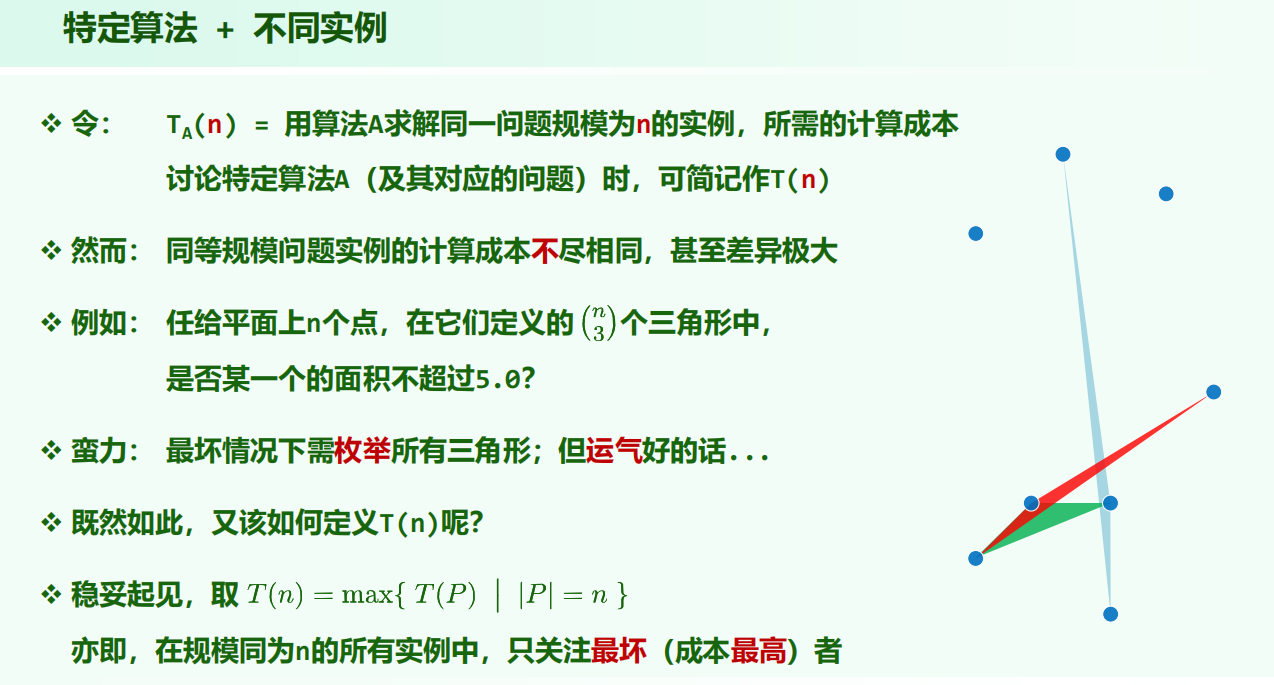 特定算法 + 不同实例
❖ 令： T_A(n) = 用算法A求解同一问题规模为n的实例，所需的计算成本
讨论特定算法A（及其对应的问题）时，可简记作T(n)
❖ 然而： 同等规模问题实例的计算成本不尽相同，甚至差异极大
❖ 例如： 任给平面上n个点，在它们定义的 \binom{n}{3} 个三角形中，
是否某一个的面积不超过5.0？
❖ 蛮力： 最坏情况下需枚举所有三角形；但运气好的话...
❖ 既然如此，又该如何定义T(n)呢？
❖ 稳妥起见，取 T(n) = max{ T(P) | |P| = n }
亦即，在规模同为n的所有实例中，只关注最坏（成本最高）者